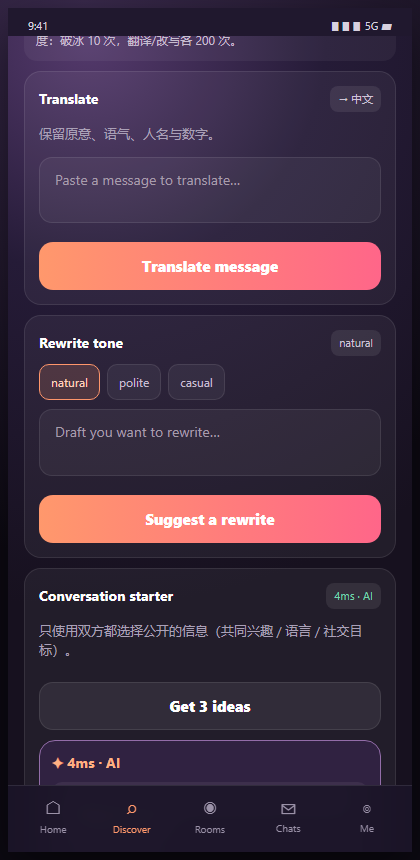 9:41
5G
度：破冰 10 次，翻译/改写各 200 次。
Translate
→ 中文
保留原意、语气、人名与数字。
Paste a message to translate...
Translate message
Rewrite tone
natural
natural
polite
casual
Draft you want to rewrite...
Suggest a rewrite
Conversation starter
4ms · AI
只使用双方都选择公开的信息（共同兴趣 / 语言 / 社交目
标）。
Get 3 ideas
✦ 4ms · AI
Home
Discover
Rooms
Chats
Me